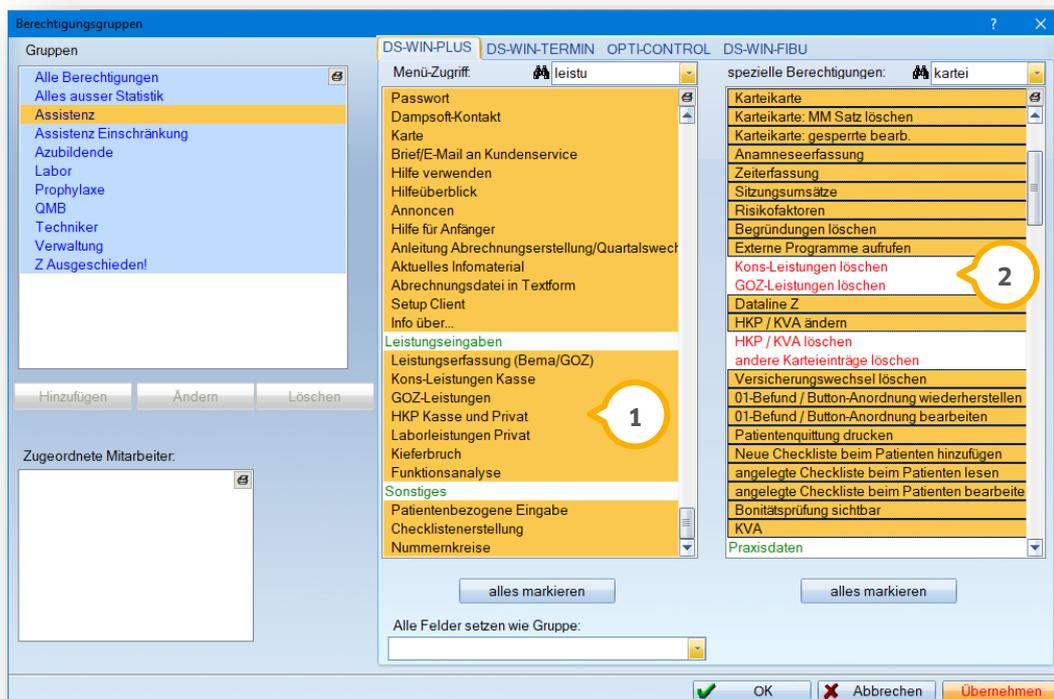 Berechtigungsgruppen
Gruppen
Alle Berechtigungen
Alles ausser Statistik
Assistenz
Assistenz Einschränkung
Azubildende
Labor
Prophylaxe
QMB
Techniker
Verwaltung
Z Ausgeschieden!
Hinzufügen Ändern Löschen
Zugeordnete Mitarbeiter:
DS-WIN-PLUS DS-WIN-TERMIN OPTI-CONTROL DS-WIN-FIBU
Menü-Zugriff: leistu
Passwort
Dampsoft-Kontakt
Karte
Brief/E-Mail an Kundenservice
Hilfe verwenden
Hilfeüberblick
Annoncen
Hilfe für Anfänger
Anleitung Abrechnungserstellung/Quartalswech
Aktuelles Infomaterial
Abrechnungsdatei in Textform
Setup Client
Info über...
Leistungseingaben
Leistungserfassung (Bema/GOZ)
Kons-Leistungen Kasse
GOZ-Leistungen
HKP Kasse und Privat
Laborleistungen Privat
Kieferbruch
Funktionsanalyse
Sonstiges
Patientenbezogene Eingabe
Checklistenerstellung
Nummernkreise
1
alles markieren
spezielle Berechtigungen: kartei
Karteikarte
Karteikarte: MM Satz löschen
Karteikarte: gesperrte bearb.
Anamneseerfassung
Zeiterfassung
Sitzungsumsätze
Risikofaktoren
Begründungen löschen
Externe Programme aufrufen
Kons-Leistungen löschen
GOZ-Leistungen löschen
Dataline Z
HKP / KVA ändern
HKP / KVA löschen
andere Karteieinträge löschen
Versicherungswechsel löschen
01-Befund / Button-Anordnung wiederherstellen
01-Befund / Button-Anordnung bearbeiten
Patientenquittung drucken
Neue Checkliste beim Patienten hinzufügen
angelegte Checkliste beim Patienten lesen
angelegte Checkliste beim Patienten bearbeite
Bonitätsprüfung sichtbar
KVA
Praxisdaten
2
alles markieren
Alle Felder setzen wie Gruppe:
OK Abbrechen Übernehmen